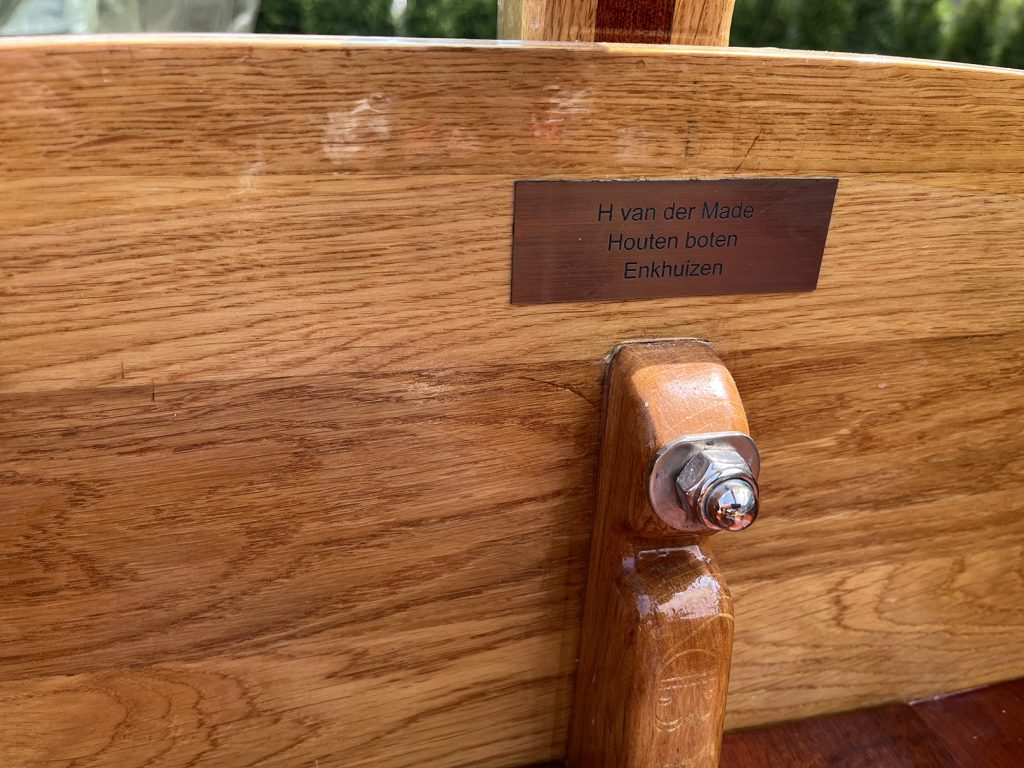 H van der Made
Houten boten
Enkhuizen